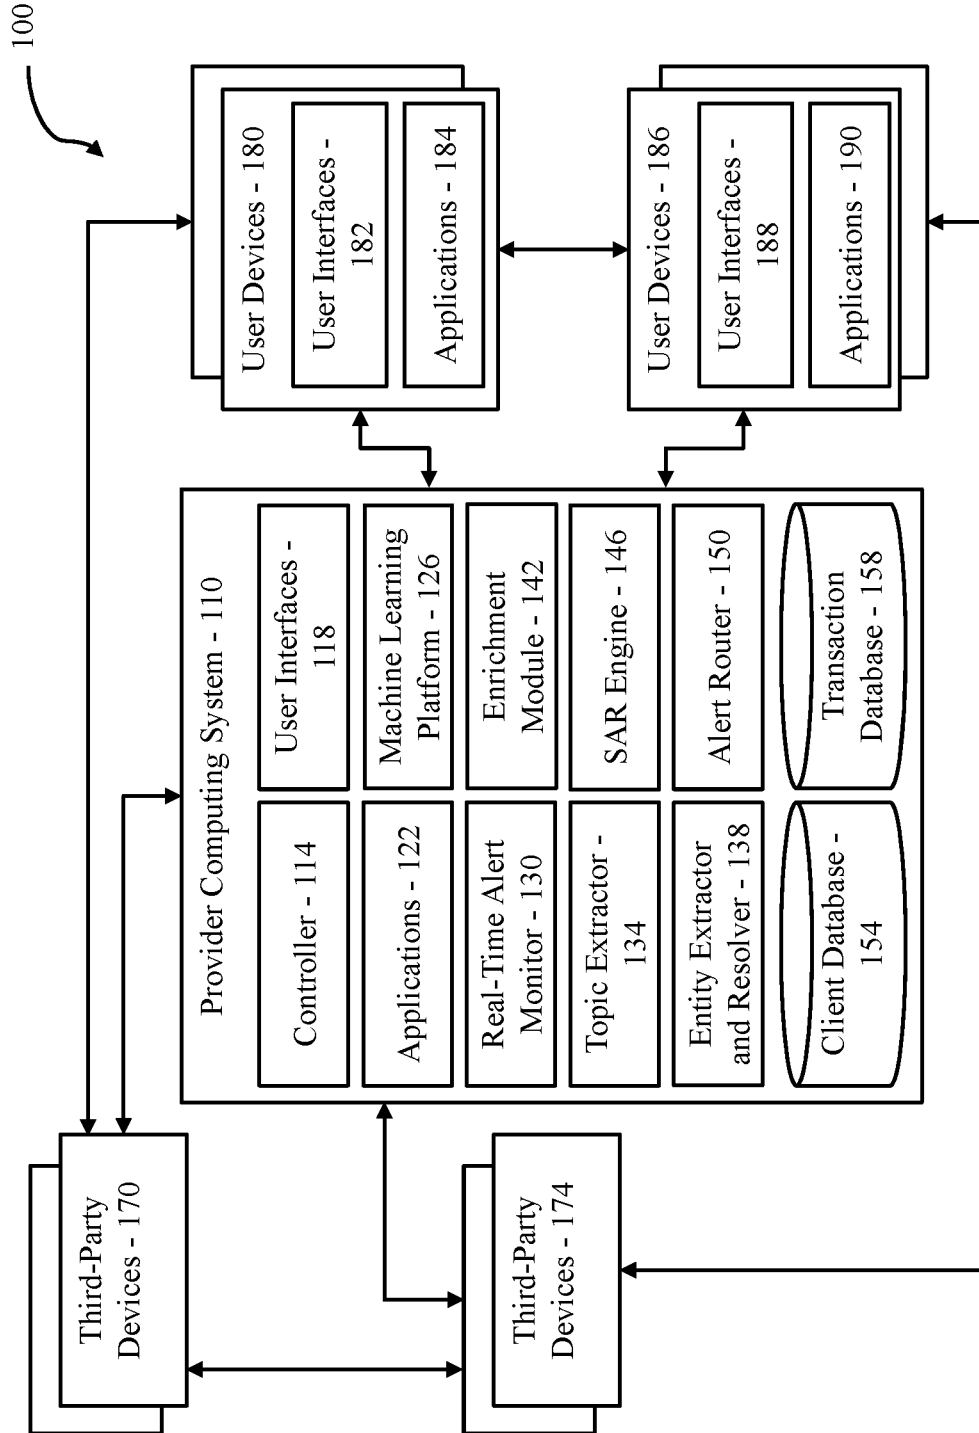 100
Third-Party
Devices - 170
Third-Party
Devices - 174
Provider Computing System - 110
Controller - 114
User Interfaces -
118
Applications - 122
Machine Learning
Platform - 126
Real-Time Alert
Monitor - 130
Enrichment
Module - 142
Topic Extractor -
134
SAR Engine - 146
Entity Extractor
and Resolver - 138
Alert Router - 150
Client Database -
154
Transaction
Database - 158
User Devices - 180
User Interfaces -
182
Applications - 184
User Devices - 186
User Interfaces -
188
Applications - 190